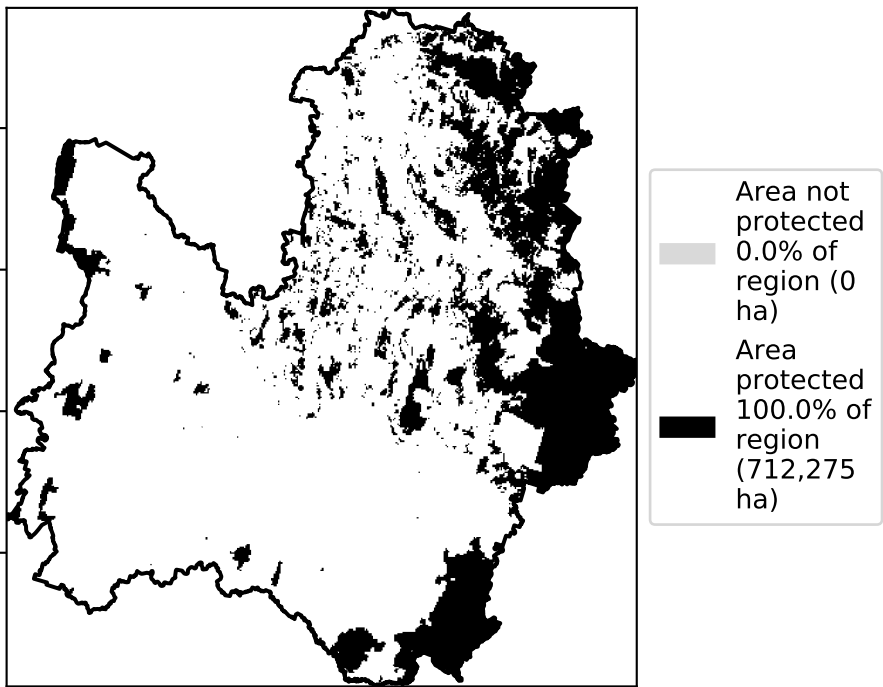 Area not
protected
0.0% of
region (0
ha)
Area
protected
100.0% of
region
(712,275
ha)